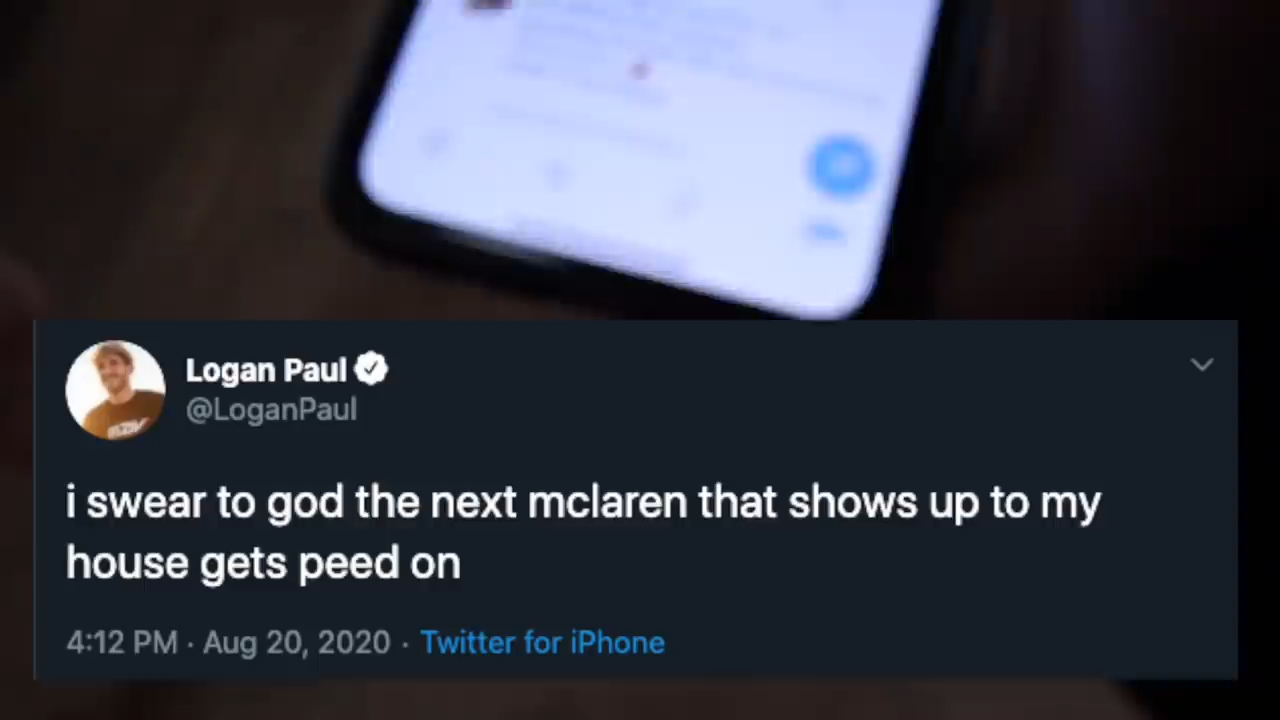 Logan Paul
@LoganPaul
i swear to god the next mclaren that shows up to my
house gets peed on
4:12 PM · Aug 20, 2020 · Twitter for iPhone